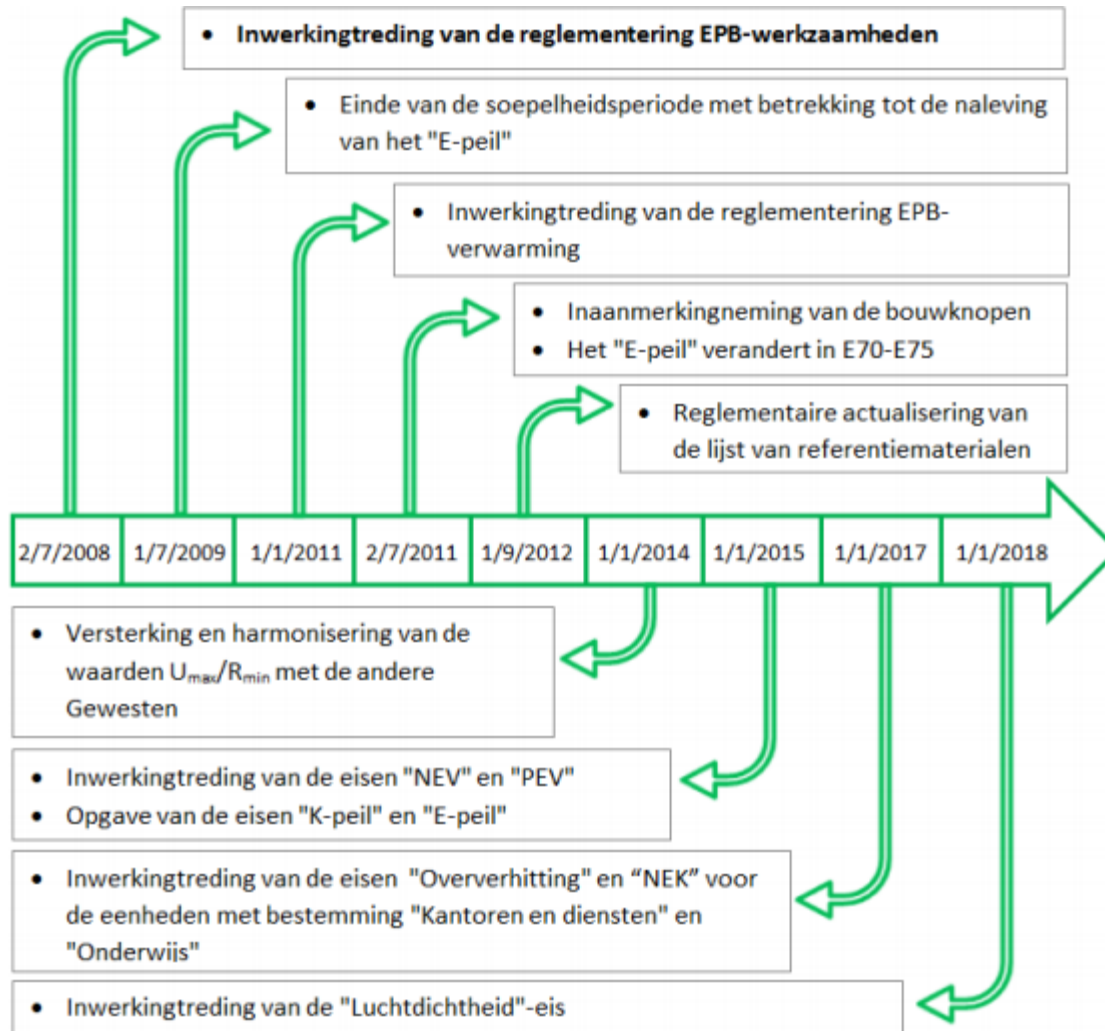 • Inwerkingtreding van de reglementering EPB-werkzaamheden
• Einde van de soepelheidsperiode met betrekking tot de naleving
van het "E-peil"
• Inwerkingtreding van de reglementering EPB-
verwarming
• Inaanmerkingneming van de bouwknopen
• Het "E-peil" verandert in E70-E75
• Reglementaire actualisering van
de lijst van referentiematerialen
2/7/2008 1/7/2009 1/1/2011 2/7/2011 1/9/2012 1/1/2014 1/1/2015 1/1/2017 1/1/2018
• Versterking en harmonisering van de
waarden Umax/Rmin met de andere
Gewesten
• Inwerkingtreding van de eisen "NEV" en "PEV"
• Opgave van de eisen "K-peil" en "E-peil"
• Inwerkingtreding van de eisen "Oververhitting" en “NEK” voor
de eenheden met bestemming "Kantoren en diensten" en
"Onderwijs"
• Inwerkingtreding van de "Luchtdichtheid"-eis